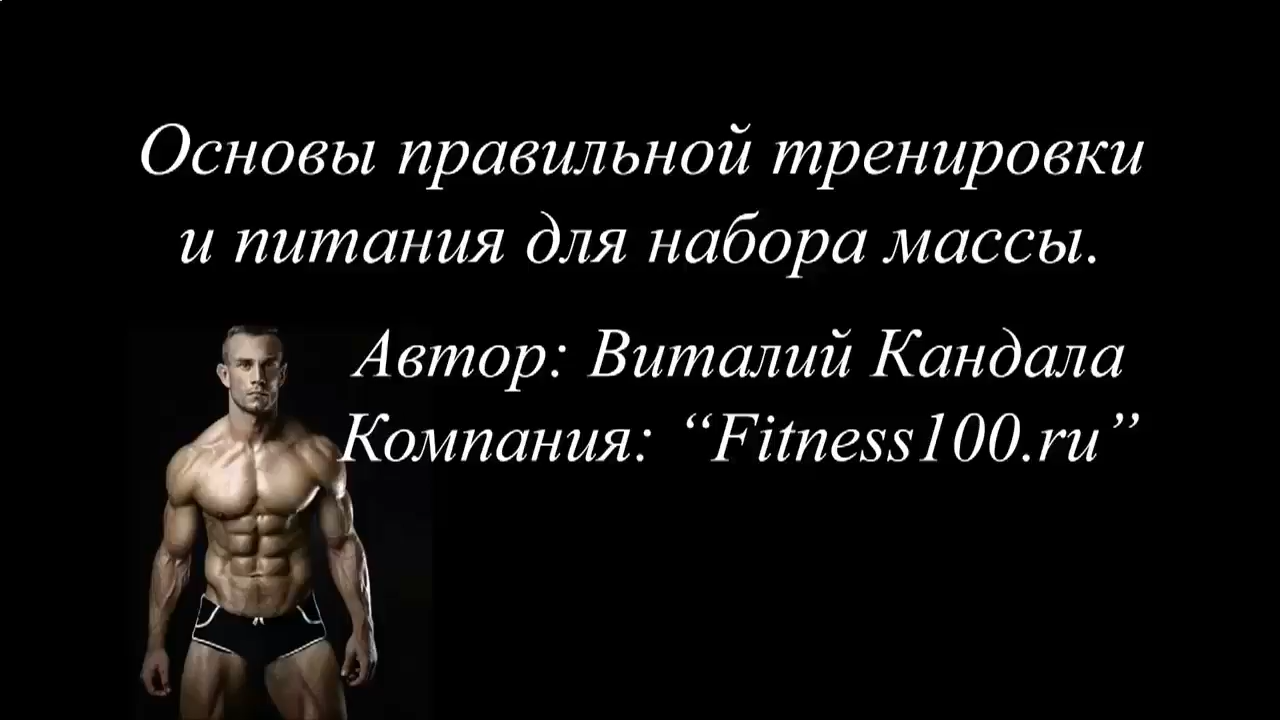 Основы правильной тренировки
и питания для набора массы.
Автор: Виталий Кандала
Компания: “Fitness100.ru”